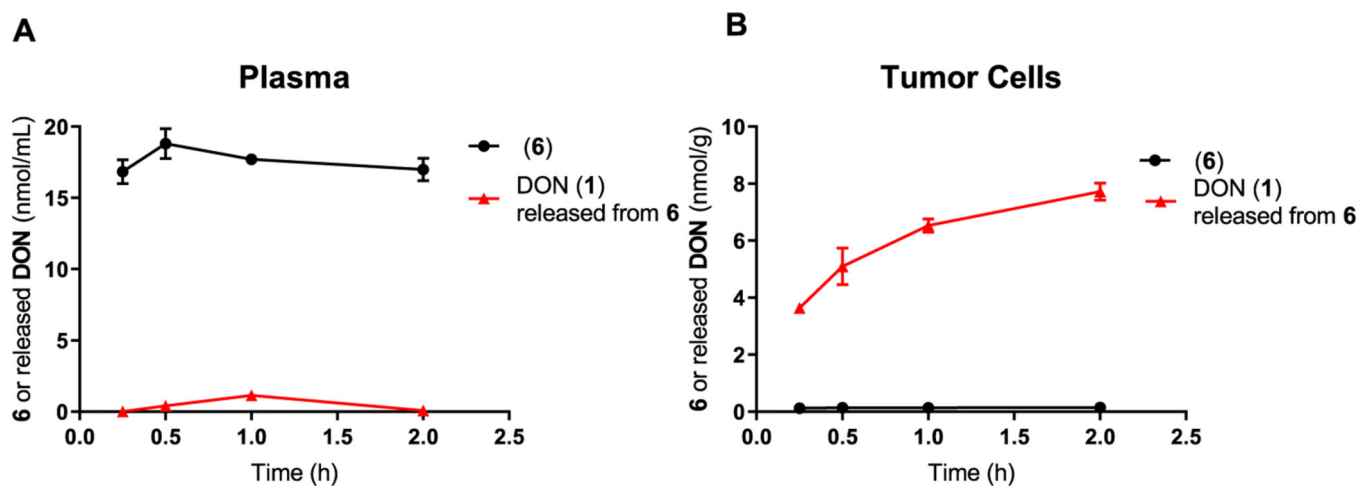 A
Plasma
6 or released DON (nmol/mL)
20
15
10
5
0
0.0 0.5 1.0 1.5 2.0 2.5
Time (h)
(6)
DON (1)
released from 6
B
Tumor Cells
6 or released DON (nmol/g)
10
8
6
4
2
0
0.0 0.5 1.0 1.5 2.0 2.5
Time (h)
(6)
DON (1)
released from 6